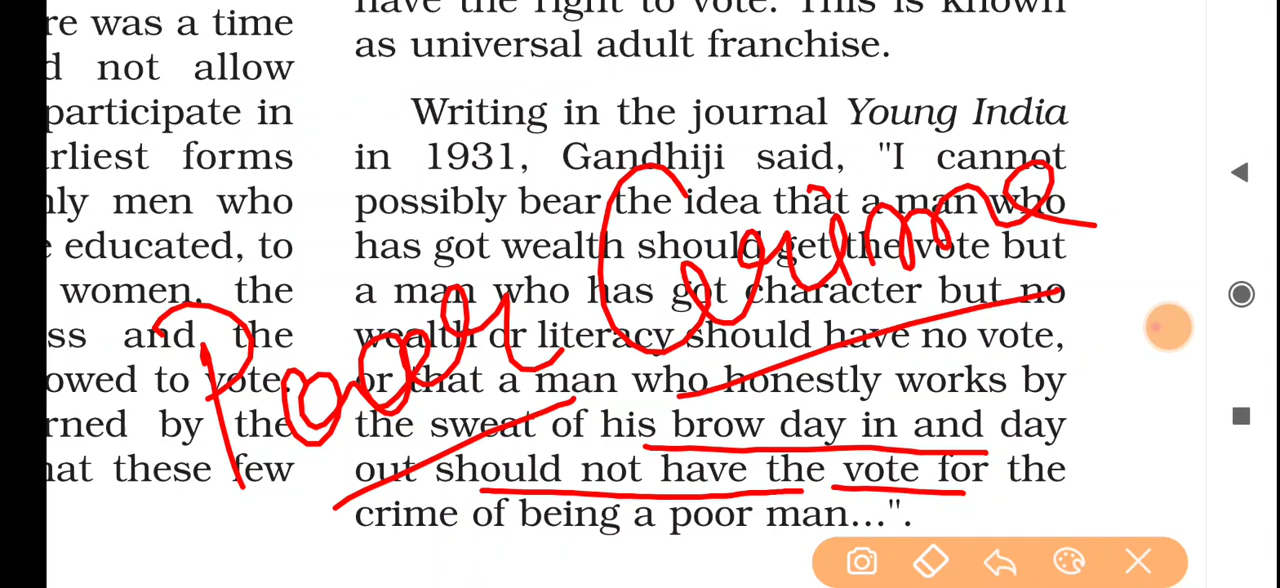 re was a time
d not allow
participate in
rliest forms
nly men who
educated, to
women, the
ss and the
owed to vote.
rned by the
hat these few
have the right to vote. This is known
as universal adult franchise.
Writing in the journal Young India
in 1931, Gandhiji said, "I cannot
possibly bear the idea that a man who
has got wealth should get the vote but
a man who has got character but no
wealth or literacy should have no vote,
or that a man who honestly works by
the sweat of his brow day in and day
out should not have the vote for the
crime of being a poor man...".
Poor
Crime